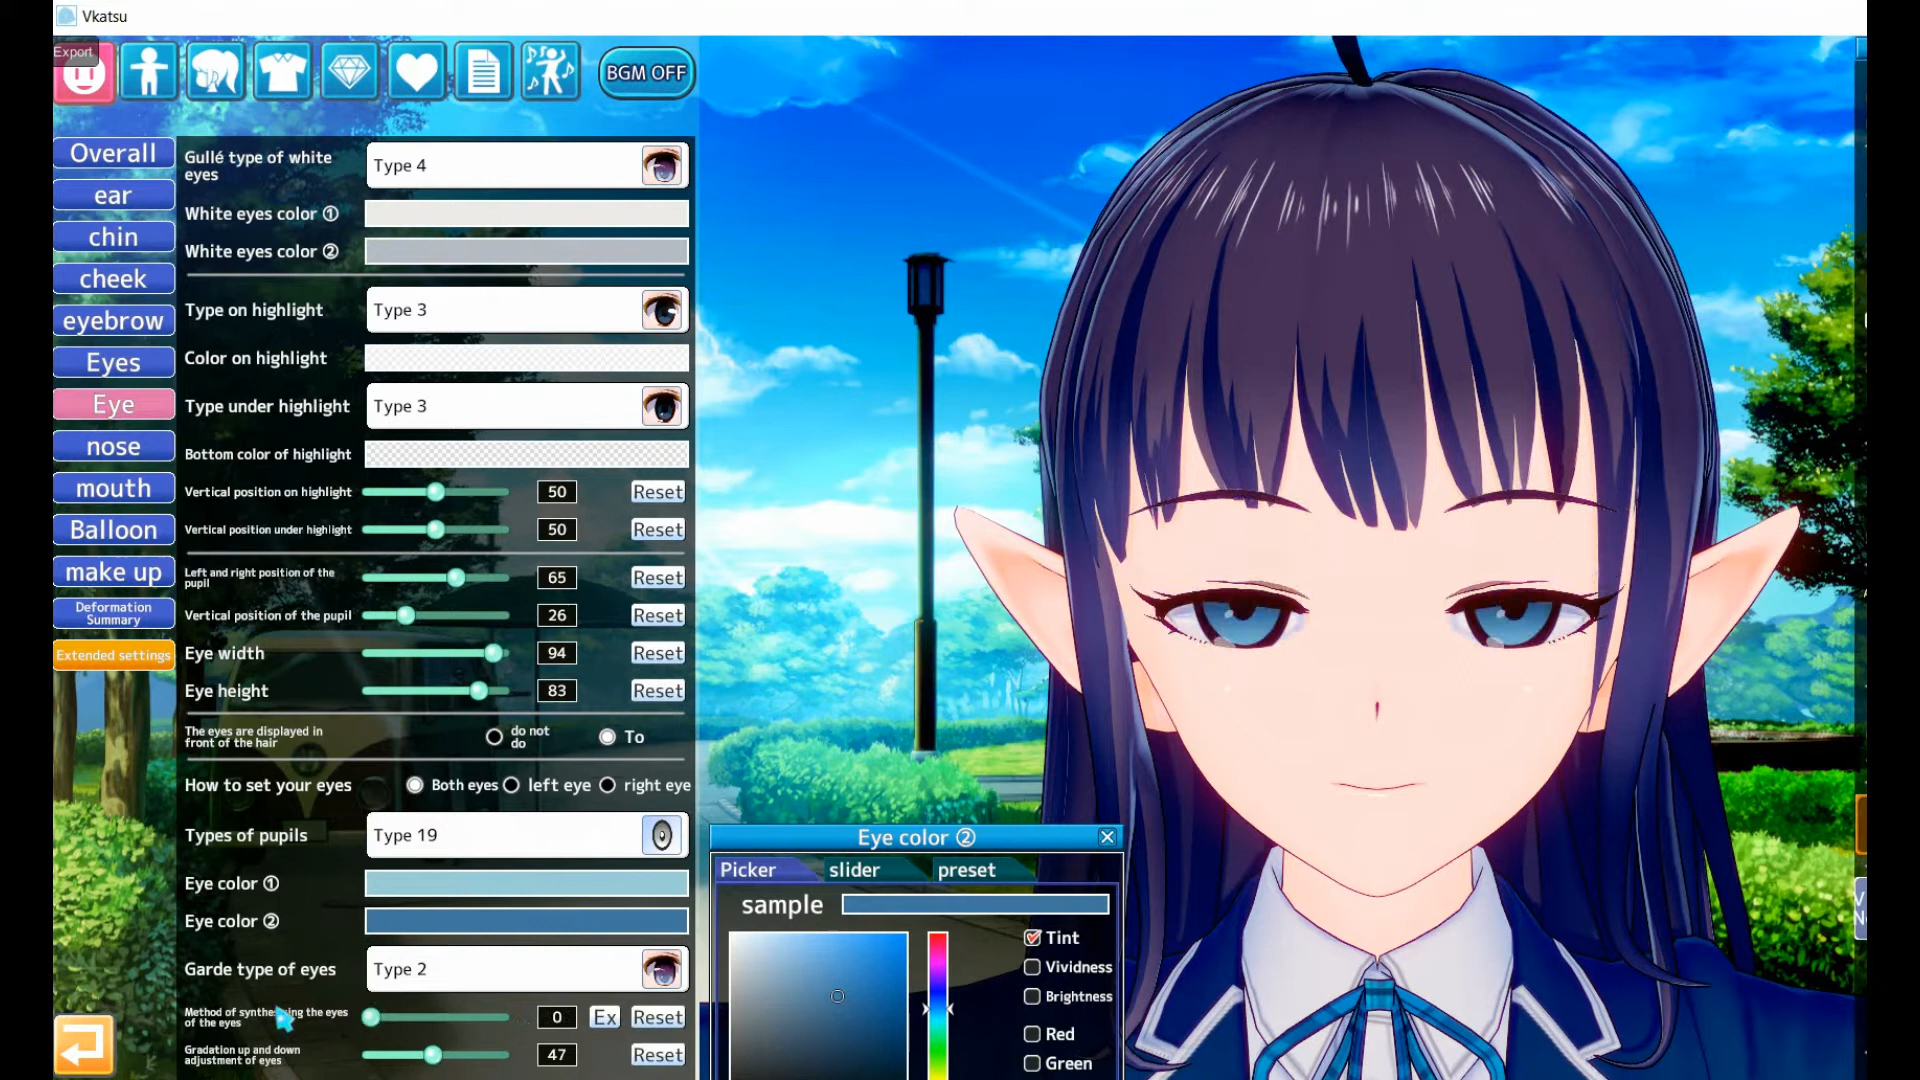 Vkatsu
Export
BGM OFF
Overall
ear
chin
cheek
eyebrow
Eyes
Eye
nose
mouth
Balloon
make up
Deformation
Summary
Extended settings
Gullé type of white
eyes
Type 4
White eyes color ①
White eyes color ②
Type on highlight
Type 3
Color on highlight
Type under highlight
Type 3
Bottom color of highlight
Vertical position on highlight 50 Reset
Vertical position under highlight 50 Reset
Left and right position of the
pupil
65 Reset
Vertical position of the pupil 26 Reset
Eye width 94 Reset
Eye height 83 Reset
The eyes are displayed in
front of the hair
do not
do
To
How to set your eyes Both eyes left eye right eye
Types of pupils
Type 19
Eye color ①
Eye color ②
Garde type of eyes
Type 2
Method of synthesizing the eyes
of the eyes
0 Ex Reset
Gradation up and down
adjustment of eyes
47 Reset
Eye color ②
Picker slider preset
sample
Tint
Vividness
Brightness
Red
Green